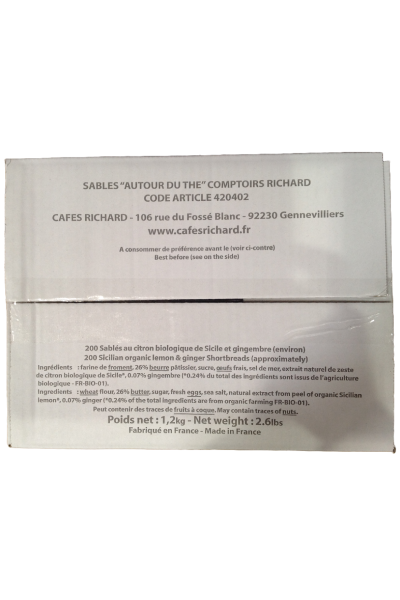 SABLES "AUTOUR DU THE" COMPTOIRS RICHARD
CODE ARTICLE 420402
CAFES RICHARD - 106 rue du Fossé Blanc - 92230 Gennevilliers
www.cafesrichard.fr
A consommer de préférence avant le (voir ci-contre)
Best before (see on the side)
200 Sablés au citron biologique de Sicile et gingembre (environ)
200 Sicilian organic lemon & ginger Shortbreads (approximately)
Ingrédients : farine de froment, 26% beurre pâtissier, sucre, œufs frais, sel de mer, extrait naturel de zeste
de citron biologique de Sicile*, 0.07% gingembre (*0.24% du total des ingrédients sont issus de l'agriculture
biologique - FR-BIO-01).
Ingredients : wheat flour, 26% butter, sugar, fresh eggs, sea salt, natural extract from peel of organic Sicilian
lemon*, 0.07% ginger (*0.24% of the total ingredients are from organic farming FR-BIO-01).
Peut contenir des traces de fruits à coque. May contain traces of nuts.
Poids net : 1,2kg - Net weight : 2.6lbs
Fabriqué en France - Made in France